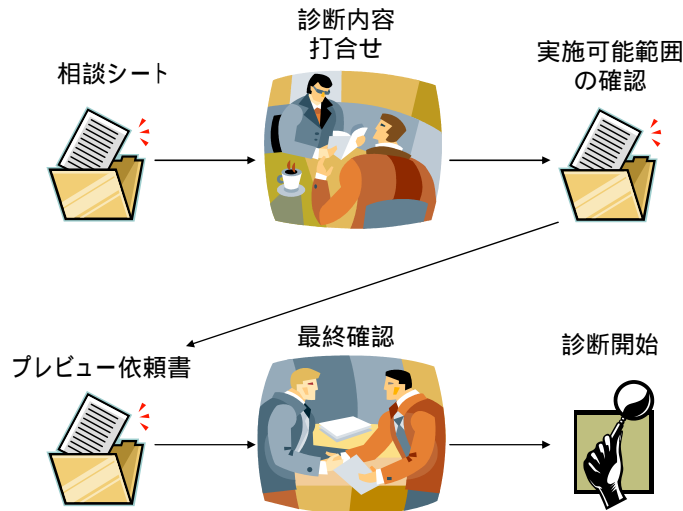 相談シート
診断内容
打合せ
実施可能範囲
の確認
プレビュー依頼書
最終確認
診断開始